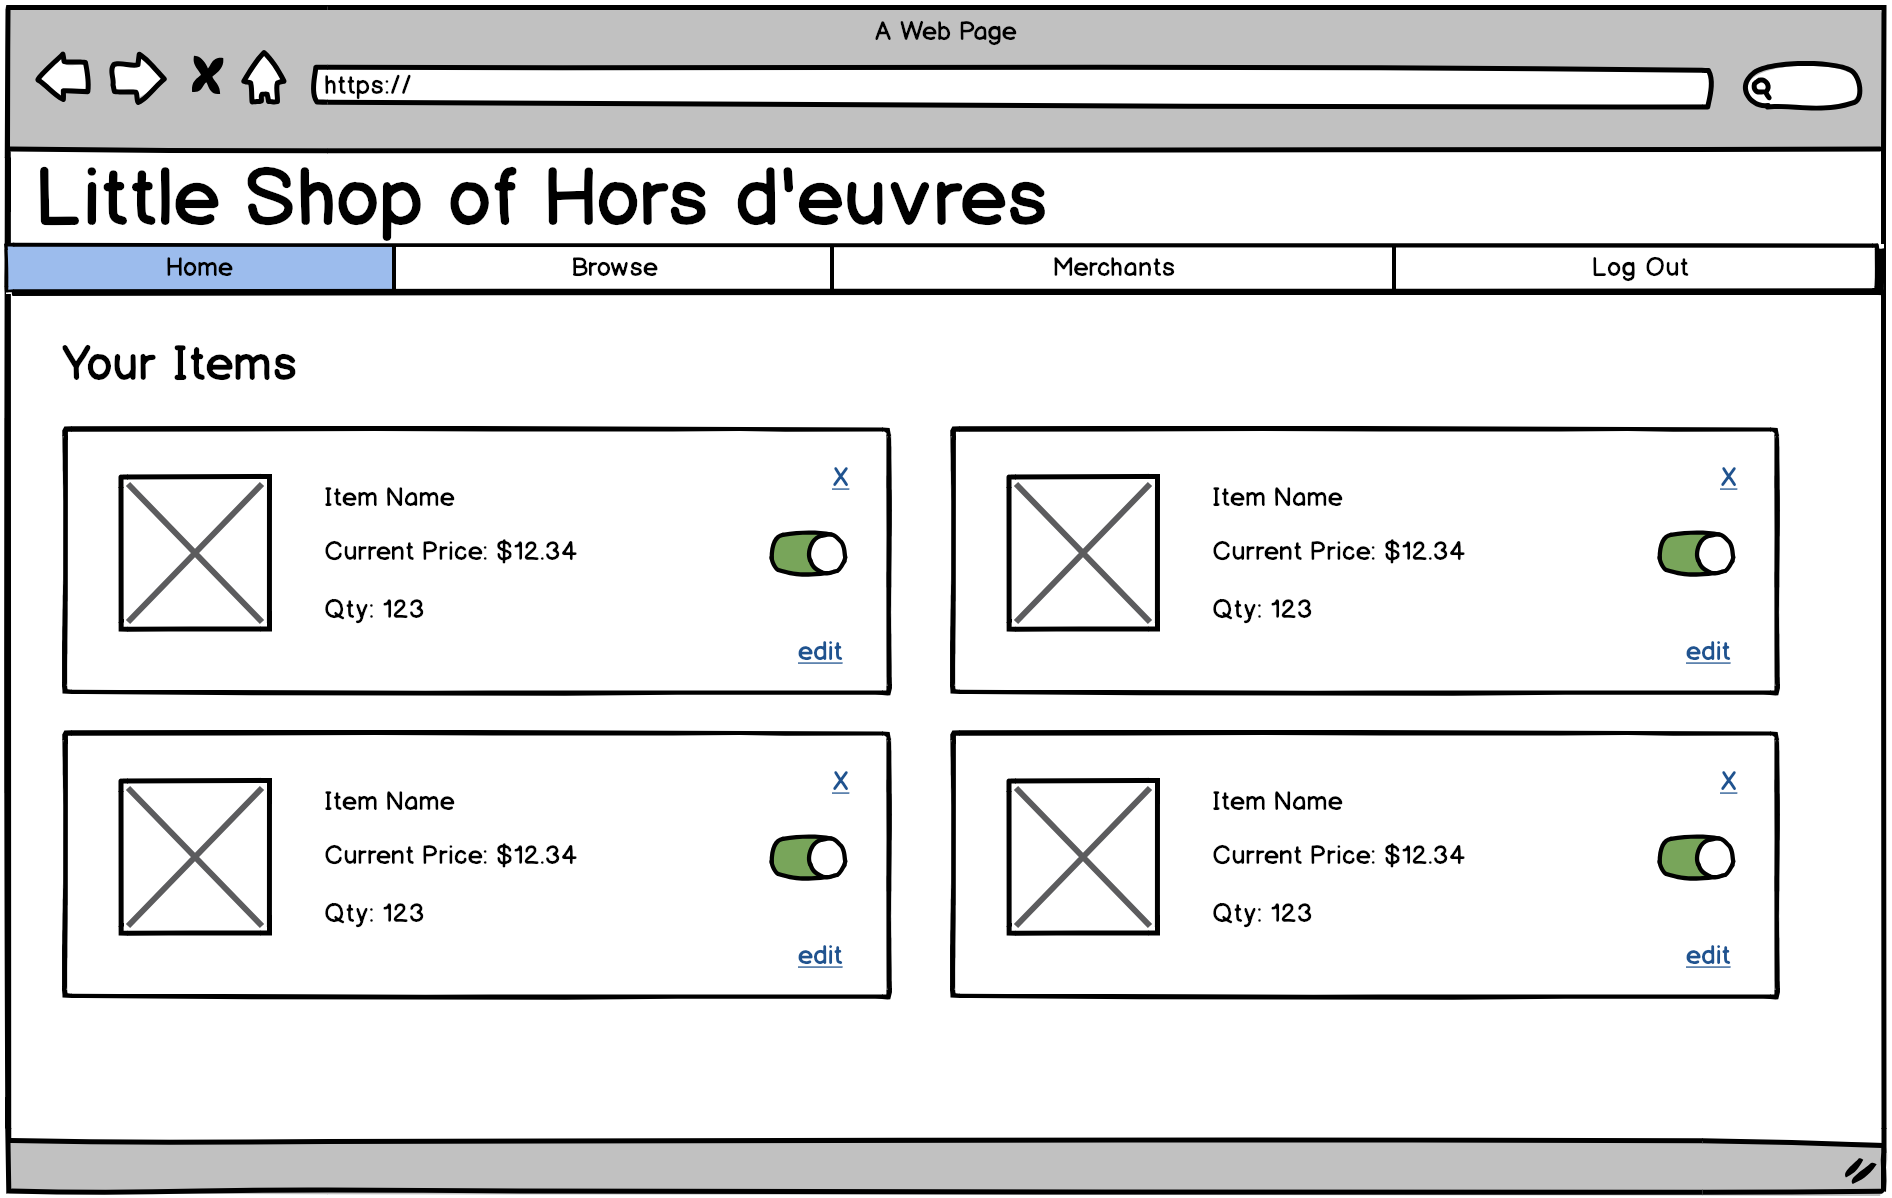 A Web Page
https://
Little Shop of Hors d'euvres
Home Browse Merchants Log Out
Your Items
X
Item Name
Current Price: $12.34
Qty: 123
edit
X
Item Name
Current Price: $12.34
Qty: 123
edit
X
Item Name
Current Price: $12.34
Qty: 123
edit
X
Item Name
Current Price: $12.34
Qty: 123
edit